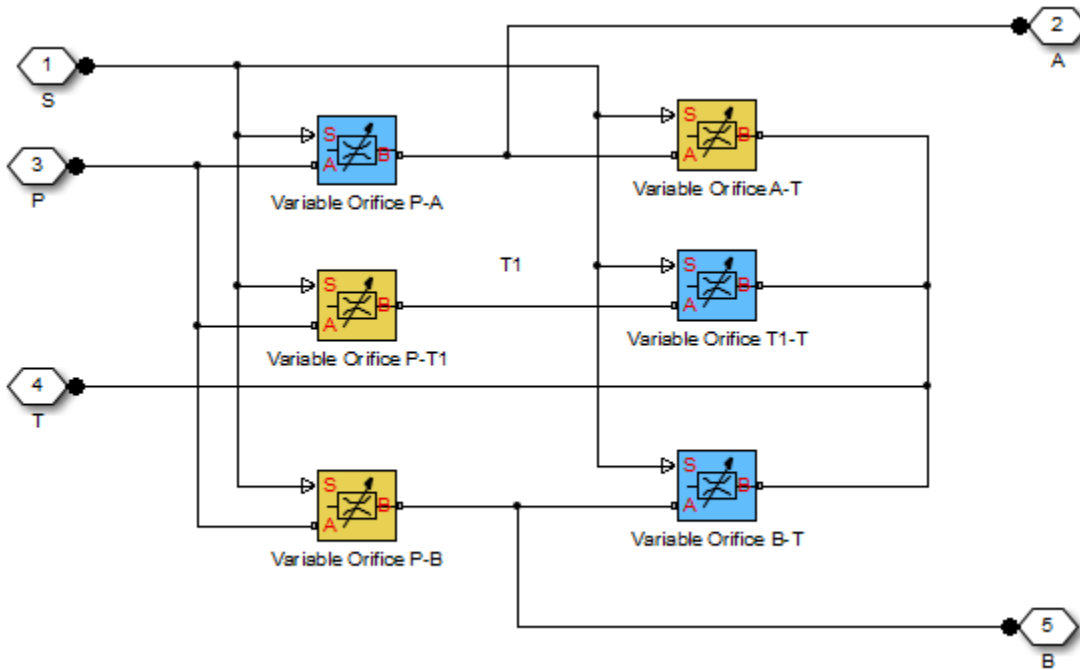 2
A
1
S
S
A
B
Variable Orifice P-A
S
A
B
Variable Orifice A-T
3
P
T1
S
A
B
Variable Orifice P-T1
S
A
B
Variable Orifice T1-T
4
T
S
A
B
Variable Orifice P-B
S
A
B
Variable Orifice B-T
5
B